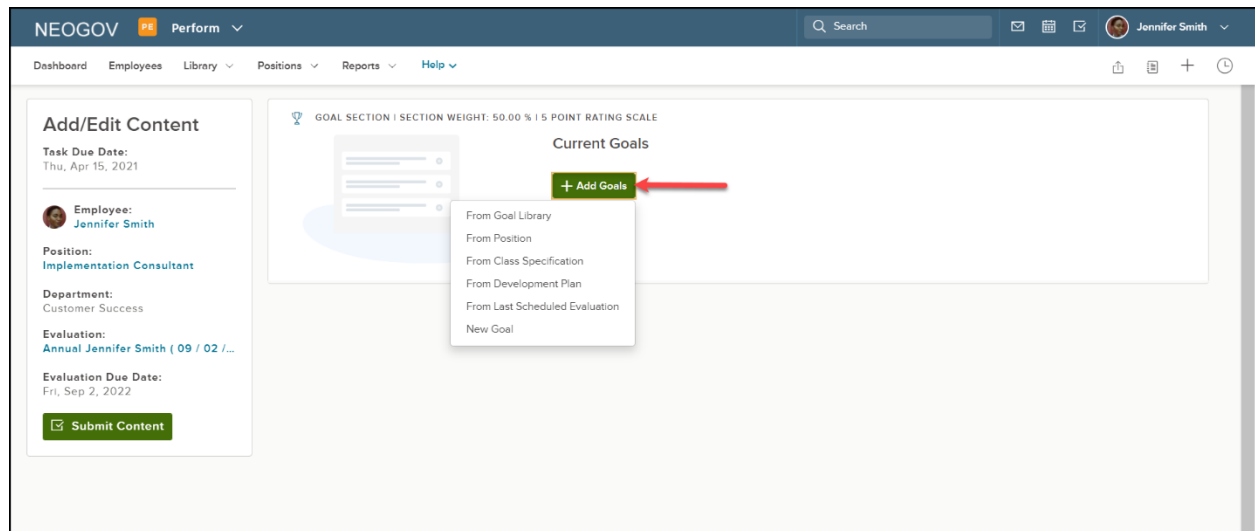 NEOGOV PE Perform Search Jennifer Smith
Dashboard Employees Library Positions Reports Help
Add/Edit Content
Task Due Date:
Thu, Apr 15, 2021
Employee:
Jennifer Smith
Position:
Implementation Consultant
Department:
Customer Success
Evaluation:
Annual Jennifer Smith ( 09 / 02 /...
Evaluation Due Date:
Fri, Sep 2, 2022
Submit Content
GOAL SECTION | SECTION WEIGHT: 50.00 % | 5 POINT RATING SCALE
Current Goals
+ Add Goals
From Goal Library
From Position
From Class Specification
From Development Plan
From Last Scheduled Evaluation
New Goal